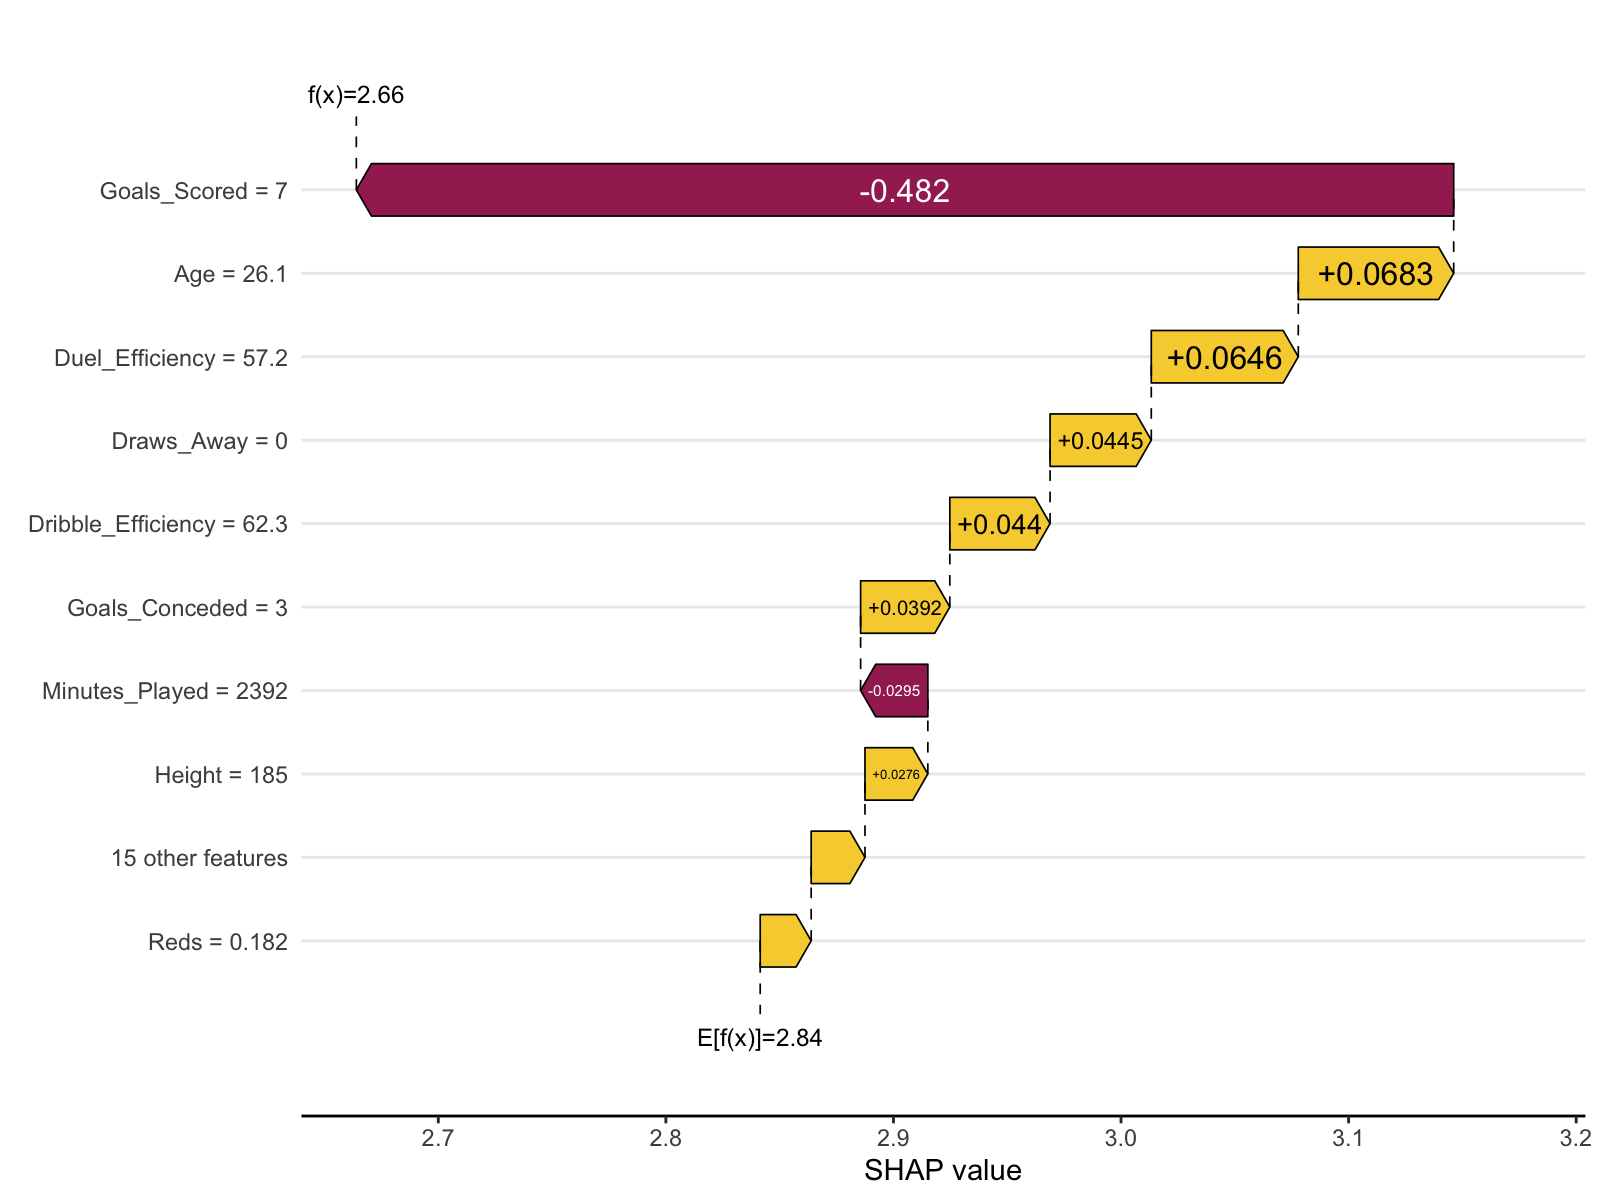 f(x)=2.66
Goals_Scored = 7
-0.482
Age = 26.1
+0.0683
Duel_Efficiency = 57.2
+0.0646
Draws_Away = 0
+0.0445
Dribble_Efficiency = 62.3
+0.044
Goals_Conceded = 3
+0.0392
Minutes_Played = 2392
-0.0295
Height = 185
+0.0276
15 other features
Reds = 0.182
E[f(x)]=2.84
2.7 2.8 2.9 3.0 3.1 3.2
SHAP value